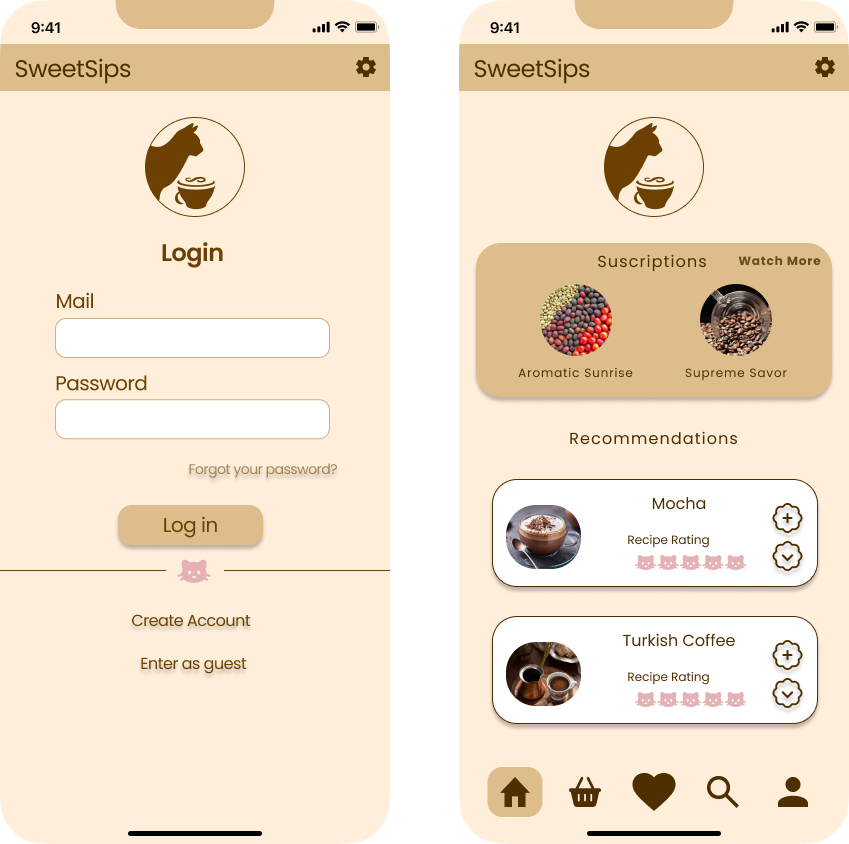 9:41
SweetSips
Login
Mail
Password
Forgot your password?
Log in
Create Account
Enter as guest
9:41
SweetSips
Suscriptions
Watch More
Aromatic Sunrise
Supreme Savor
Recommendations
Mocha
Recipe Rating
Turkish Coffee
Recipe Rating